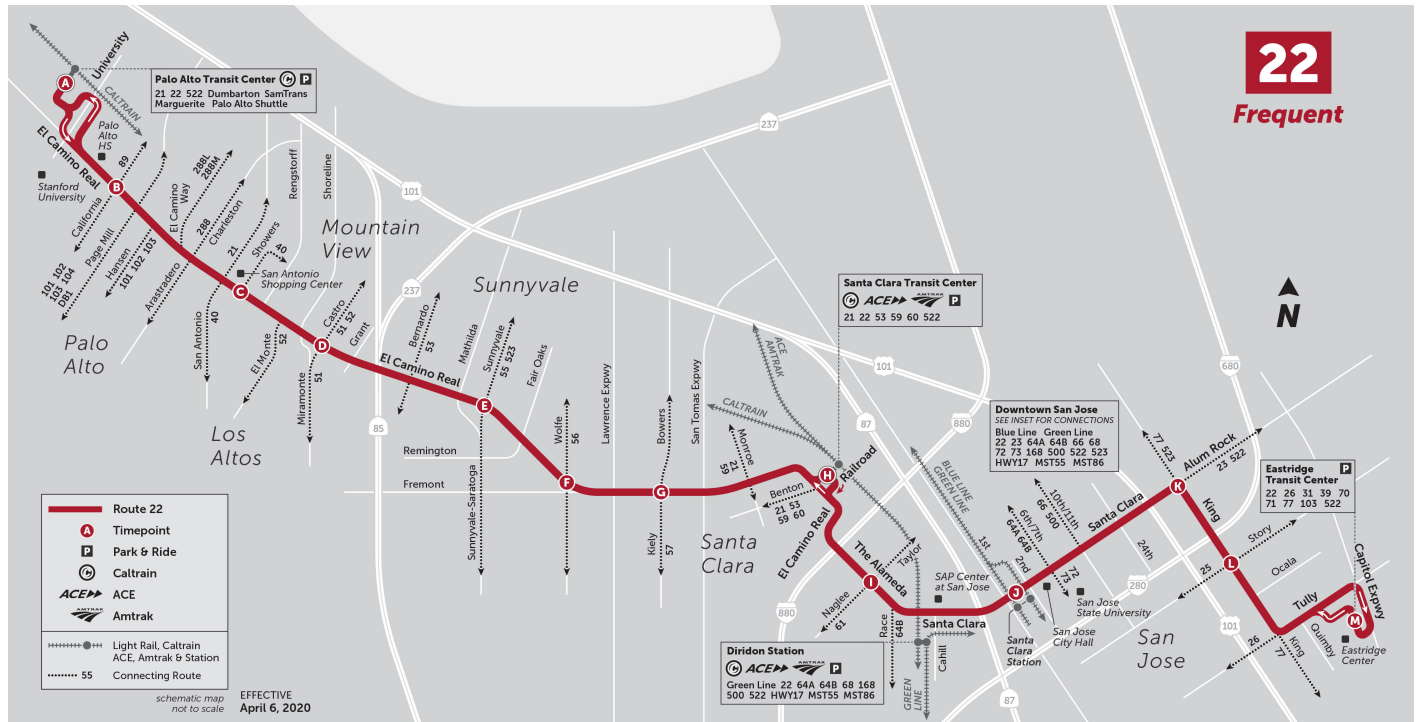 22
Frequent
A
University
CALTRAIN
Palo Alto Transit Center C P
21 22 522 Dumbarton SamTrans
Marguerite Palo Alto Shuttle
Palo
Alto
HS
El Camino Real
Stanford
University
B
89
California
Page Mill
101 102
103 104
DB1
Hansen
101 102 103
El Camino
Way
288L
288M
288
Charleston
Arastradero
21
Showers
40
San Antonio
Shopping Center
C
San Antonio
40
Rengstorff
Shoreline
Mountain
View
Palo
Alto
El Monte
52
D
Castro
51 52
Grant
Miramonte
51
Los
Altos
237
101
237
85
Bernardo
53
El Camino Real
Sunnyvale
Mathilda
Sunnyvale
55 523
Fair Oaks
E
Remington
Fremont
Sunnyvale-Saratoga
Wolfe
56
F
Lawrence Expwy
Bowers
G
Kiely
57
San Tomas Expwy
Monroe
21
59
Santa Clara Transit Center
C ACE AMTRAK P
21 22 53 59 60 522
ACE
AMTRAK
CALTRAIN
H
Railroad
Benton
21 53
59 60
Santa
Clara
El Camino Real
101
87
880
880
The Alameda
Taylor
I
Naglee
61
Race
64B
SAP Center
at San Jose
Santa Clara
Cahill
GREEN
LINE
Diridon Station
C ACE AMTRAK P
Green Line 22 64A 64B 68 168
500 522 HWY17 MST55 MST86
BLUE LINE
GREEN LINE
Downtown San Jose
SEE INSET FOR CONNECTIONS
Blue Line Green Line
22 23 64A 64B 66 68
72 73 168 500 522 523
HWY17 MST55 MST86
1st
2nd
J
Santa
Clara
Station
San Jose
City Hall
6th/7th
64A 64B
10th/11th
66 500
72
73
San Jose
State University
87
280
Santa Clara
24th
680
77 523
Alum Rock
23 522
K
King
L
25
Story
Ocala
101
San
Jose
Tully
26
King
77
Quimby
Capitol Expwy
M
Eastridge
Center
Eastridge P
Transit Center
22 26 31 39 70
71 77 103 522
N
Route 22
A Timepoint
P Park & Ride
C Caltrain
ACE ACE
AMTRAK Amtrak
Light Rail, Caltrain
ACE, Amtrak & Station
55 Connecting Route
schematic map
not to scale
EFFECTIVE
April 6, 2020